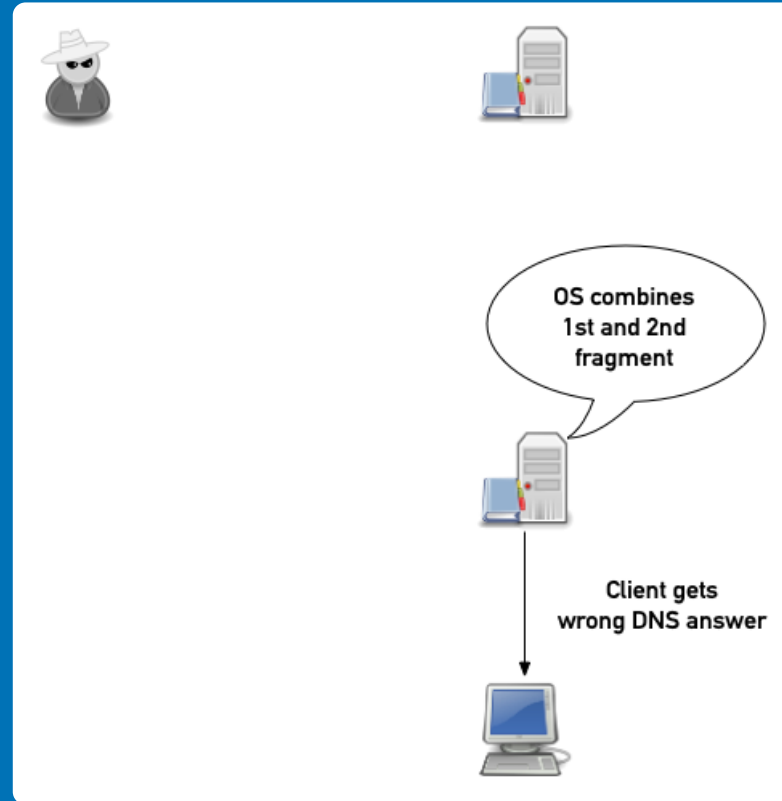 OS combines
1st and 2nd
fragment
Client gets
wrong DNS answer